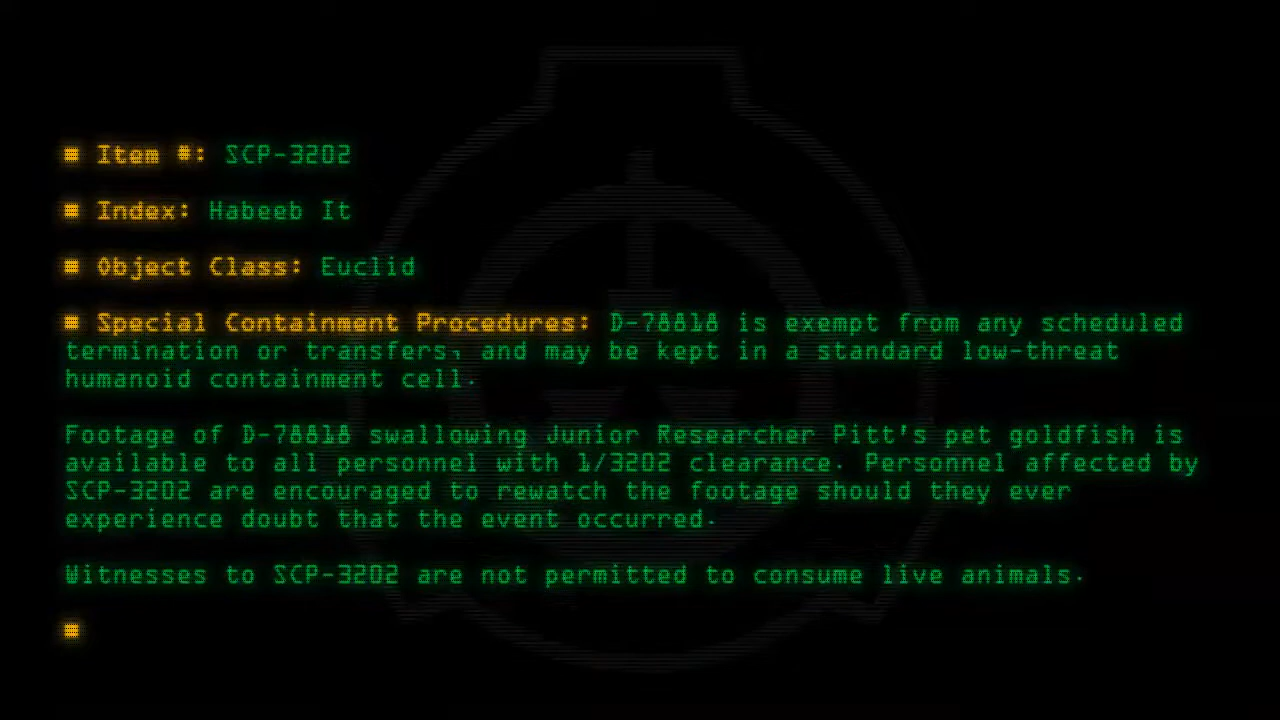 ■ Item #: SCP-3202
■ Index: Habeeb It
■ Object Class: Euclid
■ Special Containment Procedures: D-78818 is exempt from any scheduled
termination or transfers, and may be kept in a standard low-threat
humanoid containment cell.
Footage of D-78818 swallowing Junior Researcher Pitt's pet goldfish is
available to all personnel with 1/3202 clearance. Personnel affected by
SCP-3202 are encouraged to rewatch the footage should they ever
experience doubt that the event occurred.
Witnesses to SCP-3202 are not permitted to consume live animals.